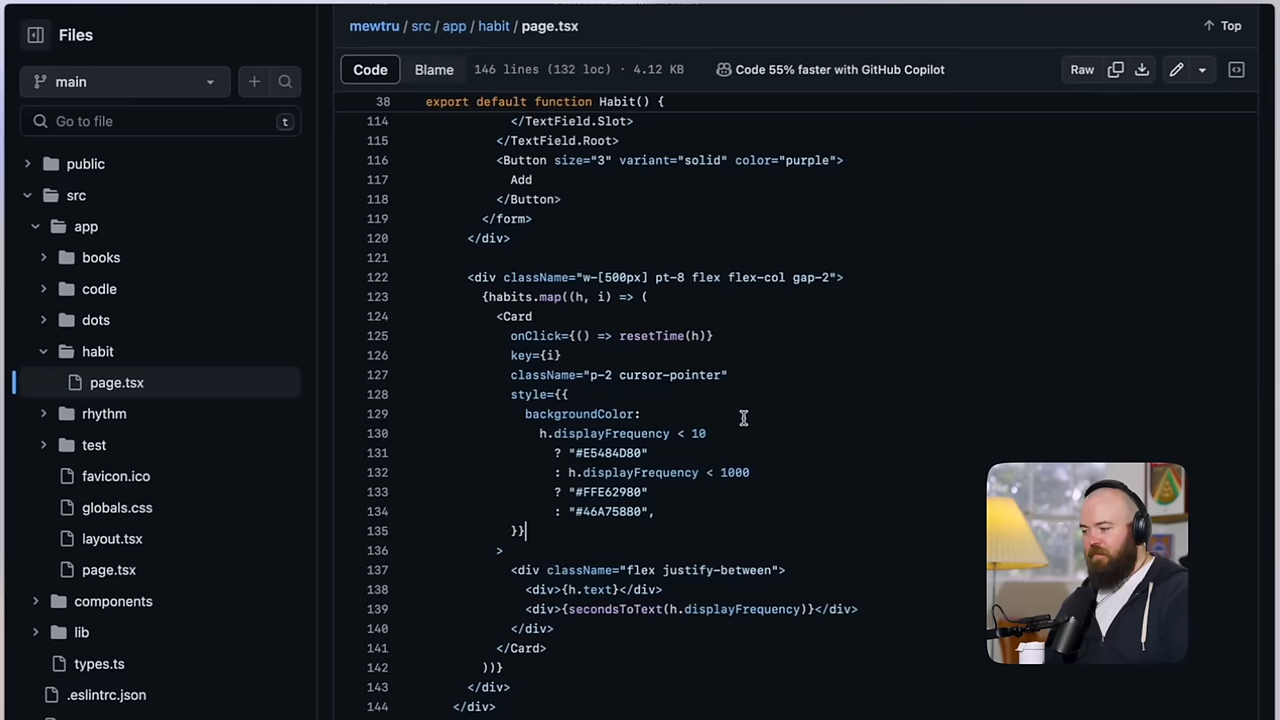 Files
main
Go to file
t
public
src
app
books
codle
dots
habit
page.tsx
rhythm
test
favicon.ico
globals.css
layout.tsx
page.tsx
components
lib
types.ts
.eslintrc.json
mewtru / src / app / habit / page.tsx
Top
Code Blame 146 lines (132 loc) · 4.12 KB Code 55% faster with GitHub Copilot Raw
38 export default function Habit() {
114 </TextField.Slot>
115 </TextField.Root>
116 <Button size="3" variant="solid" color="purple">
117 Add
118 </Button>
119 </form>
120 </div>
121
122 <div className="w-[500px] pt-8 flex flex-col gap-2">
123 {habits.map((h, i) => (
124 <Card
125 onClick={() => resetTime(h)}
126 key={i}
127 className="p-2 cursor-pointer"
128 style={{
129 backgroundColor:
130 h.displayFrequency < 10
131 ? "#E5484D80"
132 : h.displayFrequency < 1000
133 ? "#FFE62980"
134 : "#46A75880",
135 }}
136 >
137 <div className="flex justify-between">
138 <div>{h.text}</div>
139 <div>{secondsToText(h.displayFrequency)}</div>
140 </div>
141 </Card>
142 ))}
143 </div>
144 </div>